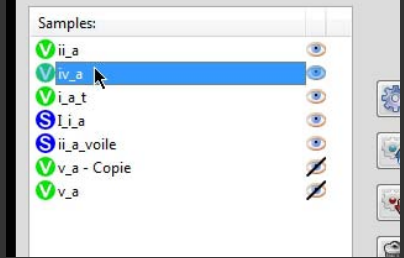 Samples:
V ii_a
V iv_a
V i_a_t
S I_i_a
S ii_a_voile
V v_a - Copie
V v_a